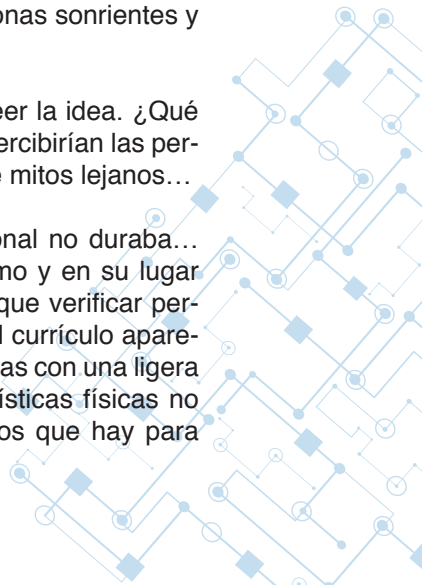 onas sonrientes y
eer la idea. ¿Qué
ercibirían las per-
e mitos lejanos…
onal no duraba…
mo y en su lugar
que verificar per-
l currículo apare-
as con una ligera
ísticas físicas no
os que hay para